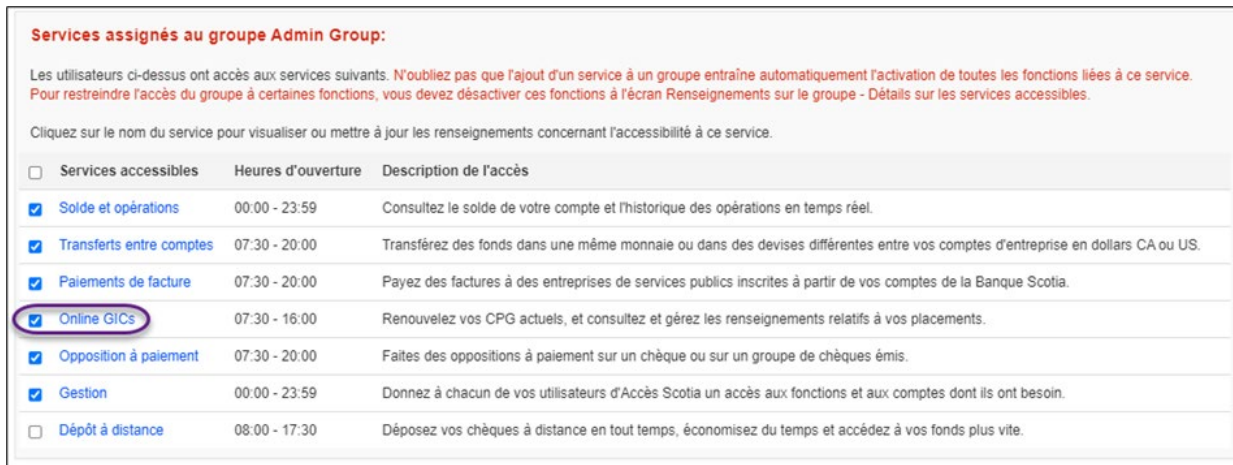 Services assignés au groupe Admin Group:
Les utilisateurs ci-dessus ont accès aux services suivants. N'oubliez pas que l'ajout d'un service à un groupe entraîne automatiquement l'activation de toutes les fonctions liées à ce service.
Pour restreindre l'accès du groupe à certaines fonctions, vous devez désactiver ces fonctions à l'écran Renseignements sur le groupe - Détails sur les services accessibles.
Cliquez sur le nom du service pour visualiser ou mettre à jour les renseignements concernant l'accessibilité à ce service.
Services accessibles Heures d'ouverture Description de l'accès
Solde et opérations 00:00 - 23:59 Consultez le solde de votre compte et l'historique des opérations en temps réel.
Transferts entre comptes 07:30 - 20:00 Transférez des fonds dans une même monnaie ou dans des devises différentes entre vos comptes d'entreprise en dollars CA ou US.
Paiements de facture 07:30 - 20:00 Payez des factures à des entreprises de services publics inscrites à partir de vos comptes de la Banque Scotia.
Online GICs 07:30 - 16:00 Renouvelez vos CPG actuels, et consultez et gérez les renseignements relatifs à vos placements.
Opposition à paiement 07:30 - 20:00 Faites des oppositions à paiement sur un chèque ou sur un groupe de chèques émis.
Gestion 00:00 - 23:59 Donnez à chacun de vos utilisateurs d'Accès Scotia un accès aux fonctions et aux comptes dont ils ont besoin.
Dépôt à distance 08:00 - 17:30 Déposez vos chèques à distance en tout temps, économisez du temps et accédez à vos fonds plus vite.